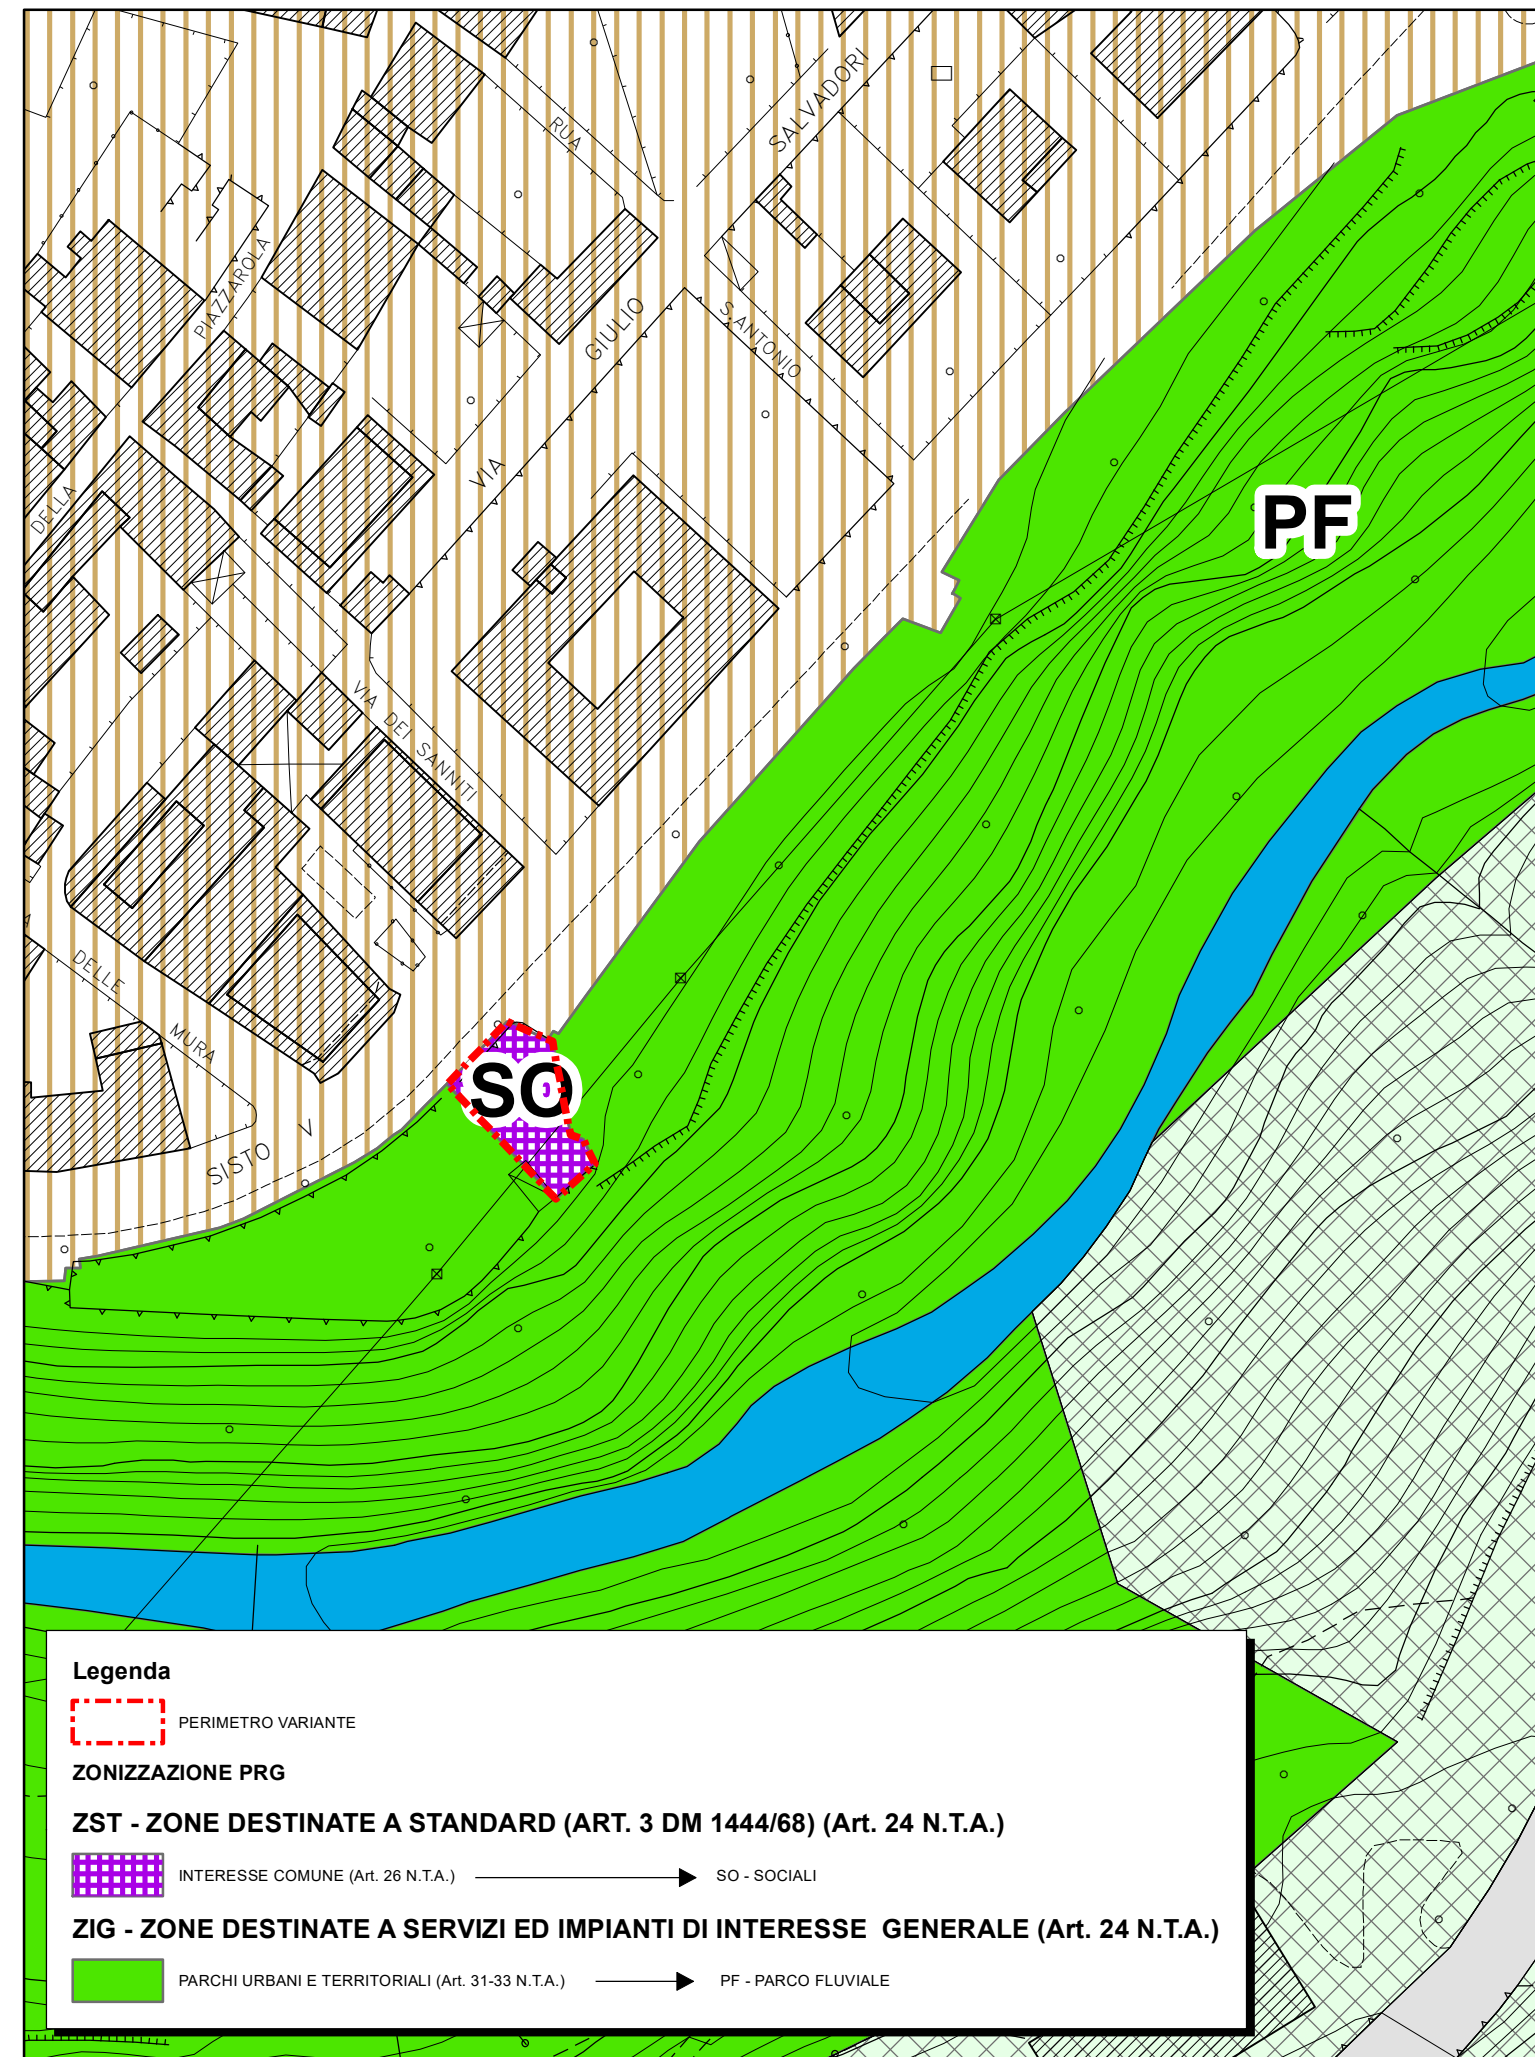 SALVADORI
RUA
PIAZZAROLA
GIULIO
S.ANTONIO
VIA
DELLA
PF
VIA DEI SANNITI
DELLE
MURA
SO
SISTO V
Legenda
PERIMETRO VARIANTE
ZONIZZAZIONE PRG
ZST - ZONE DESTINATE A STANDARD (ART. 3 DM 1444/68) (Art. 24 N.T.A.)
INTERESSE COMUNE (Art. 26 N.T.A.) SO - SOCIALI
ZIG - ZONE DESTINATE A SERVIZI ED IMPIANTI DI INTERESSE GENERALE (Art. 24 N.T.A.)
PARCHI URBANI E TERRITORIALI (Art. 31-33 N.T.A.) PF - PARCO FLUVIALE